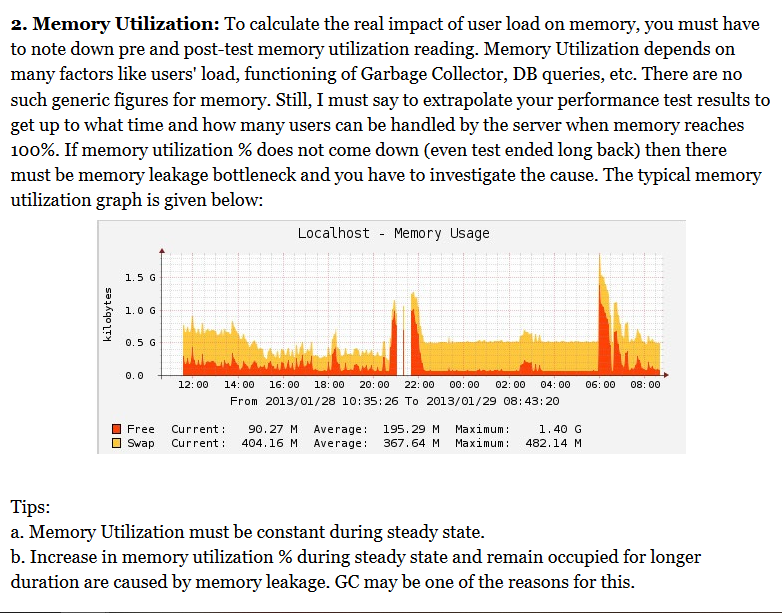 2. Memory Utilization: To calculate the real impact of user load on memory, you must have
to note down pre and post-test memory utilization reading. Memory Utilization depends on
many factors like users' load, functioning of Garbage Collector, DB queries, etc. There are no
such generic figures for memory. Still, I must say to extrapolate your performance test results to
get up to what time and how many users can be handled by the server when memory reaches
100%. If memory utilization % does not come down (even test ended long back) then there
must be memory leakage bottleneck and you have to investigate the cause. The typical memory
utilization graph is given below:
Localhost - Memory Usage
kilobytes
1.5 G
1.0 G
0.5 G
0.0
12:00 14:00 16:00 18:00 20:00 22:00 00:00 02:00 04:00 06:00 08:00
From 2013/01/28 10:35:26 To 2013/01/29 08:43:20
Free Current: 90.27 M Average: 195.29 M Maximum: 1.40 G
Swap Current: 404.16 M Average: 367.64 M Maximum: 482.14 M
Tips:
a. Memory Utilization must be constant during steady state.
b. Increase in memory utilization % during steady state and remain occupied for longer
duration are caused by memory leakage. GC may be one of the reasons for this.